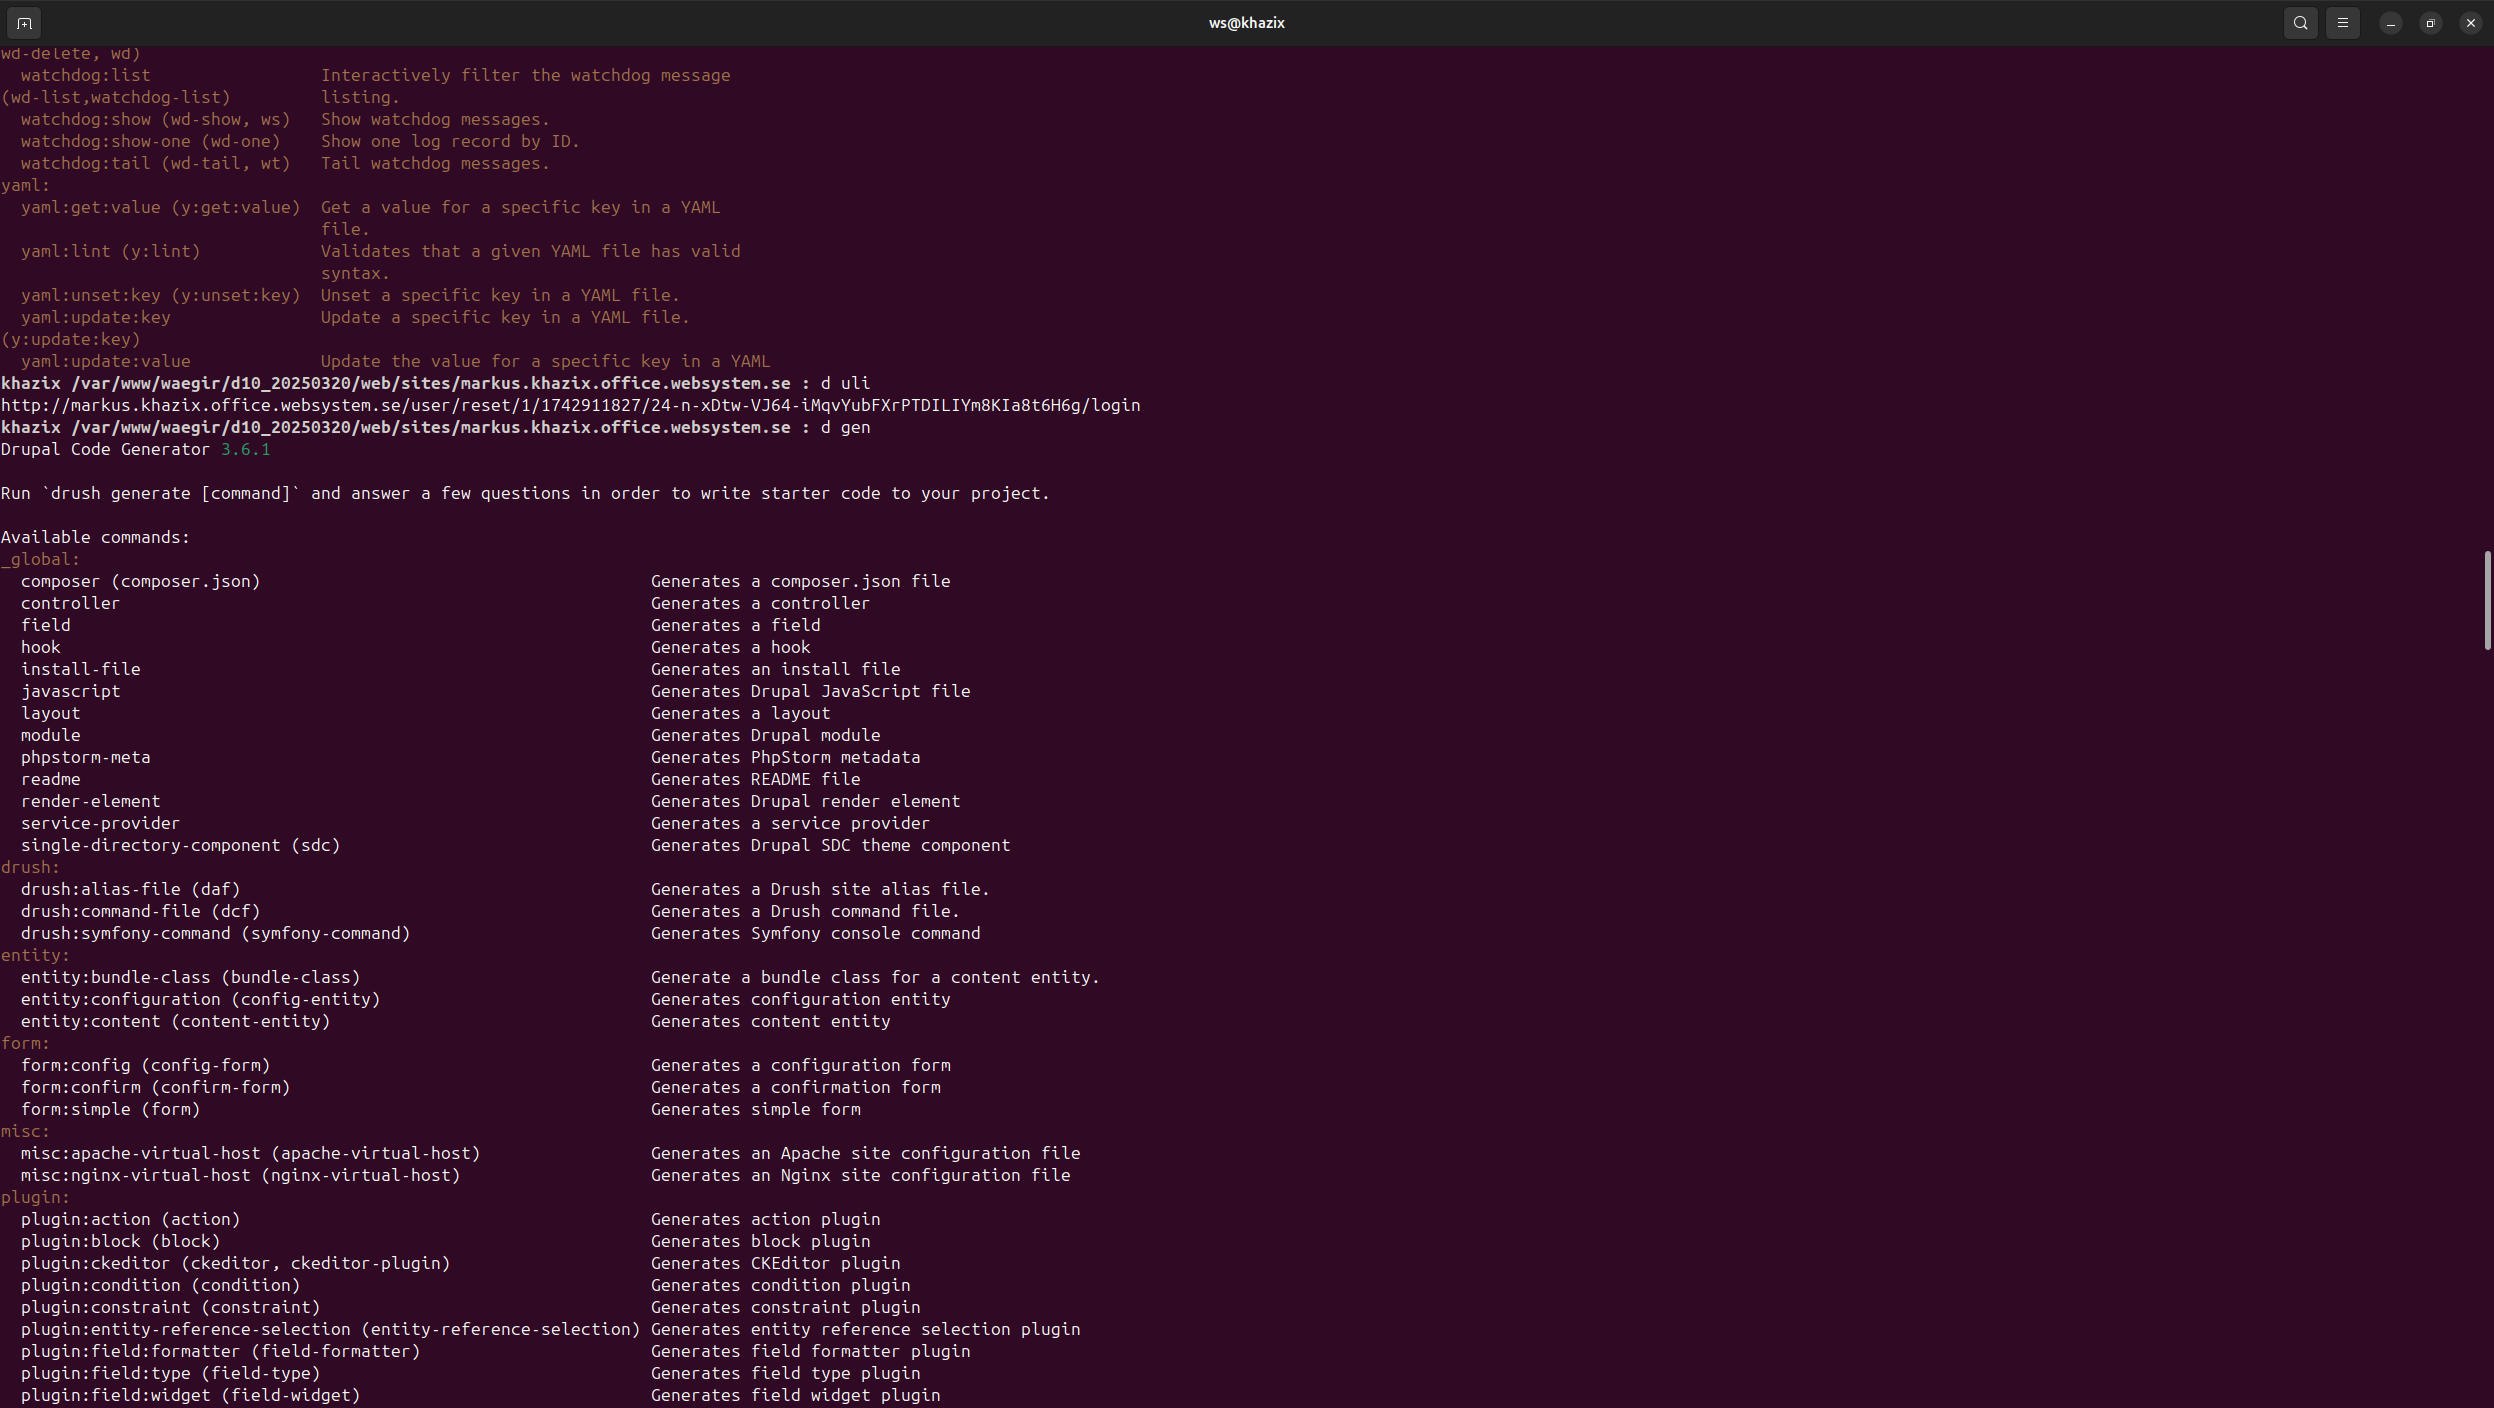 ws@khazix
wd-delete, wd)
  watchdog:list                 Interactively filter the watchdog message
(wd-list,watchdog-list)         listing.
  watchdog:show (wd-show, ws)   Show watchdog messages.
  watchdog:show-one (wd-one)    Show one log record by ID.
  watchdog:tail (wd-tail, wt)   Tail watchdog messages.
yaml:
  yaml:get:value (y:get:value)  Get a value for a specific key in a YAML
                                file.
  yaml:lint (y:lint)            Validates that a given YAML file has valid
                                syntax.
  yaml:unset:key (y:unset:key)  Unset a specific key in a YAML file.
  yaml:update:key               Update a specific key in a YAML file.
(y:update:key)
  yaml:update:value             Update the value for a specific key in a YAML
khazix /var/www/waegir/d10_20250320/web/sites/markus.khazix.office.websystem.se : d uli
http://markus.khazix.office.websystem.se/user/reset/1/1742911827/24-n-xDtw-VJ64-iMqvYubFXrPTDILIYm8KIa8t6H6g/login
khazix /var/www/waegir/d10_20250320/web/sites/markus.khazix.office.websystem.se : d gen
Drupal Code Generator 3.6.1
Run `drush generate [command]` and answer a few questions in order to write starter code to your project.
Available commands:
_global:
  composer (composer.json)                                       Generates a composer.json file
  controller                                                     Generates a controller
  field                                                          Generates a field
  hook                                                           Generates a hook
  install-file                                                   Generates an install file
  javascript                                                     Generates Drupal JavaScript file
  layout                                                         Generates a layout
  module                                                         Generates Drupal module
  phpstorm-meta                                                  Generates PhpStorm metadata
  readme                                                         Generates README file
  render-element                                                 Generates Drupal render element
  service-provider                                               Generates a service provider
  single-directory-component (sdc)                               Generates Drupal SDC theme component
drush:
  drush:alias-file (daf)                                         Generates a Drush site alias file.
  drush:command-file (dcf)                                       Generates a Drush command file.
  drush:symfony-command (symfony-command)                        Generates Symfony console command
entity:
  entity:bundle-class (bundle-class)                             Generate a bundle class for a content entity.
  entity:configuration (config-entity)                           Generates configuration entity
  entity:content (content-entity)                                Generates content entity
form:
  form:config (config-form)                                      Generates a configuration form
  form:confirm (confirm-form)                                    Generates a confirmation form
  form:simple (form)                                             Generates simple form
misc:
  misc:apache-virtual-host (apache-virtual-host)                 Generates an Apache site configuration file
  misc:nginx-virtual-host (nginx-virtual-host)                   Generates an Nginx site configuration file
plugin:
  plugin:action (action)                                         Generates action plugin
  plugin:block (block)                                           Generates block plugin
  plugin:ckeditor (ckeditor, ckeditor-plugin)                    Generates CKEditor plugin
  plugin:condition (condition)                                   Generates condition plugin
  plugin:constraint (constraint)                                 Generates constraint plugin
  plugin:entity-reference-selection (entity-reference-selection) Generates entity reference selection plugin
  plugin:field:formatter (field-formatter)                       Generates field formatter plugin
  plugin:field:type (field-type)                                 Generates field type plugin
  plugin:field:widget (field-widget)                             Generates field widget plugin